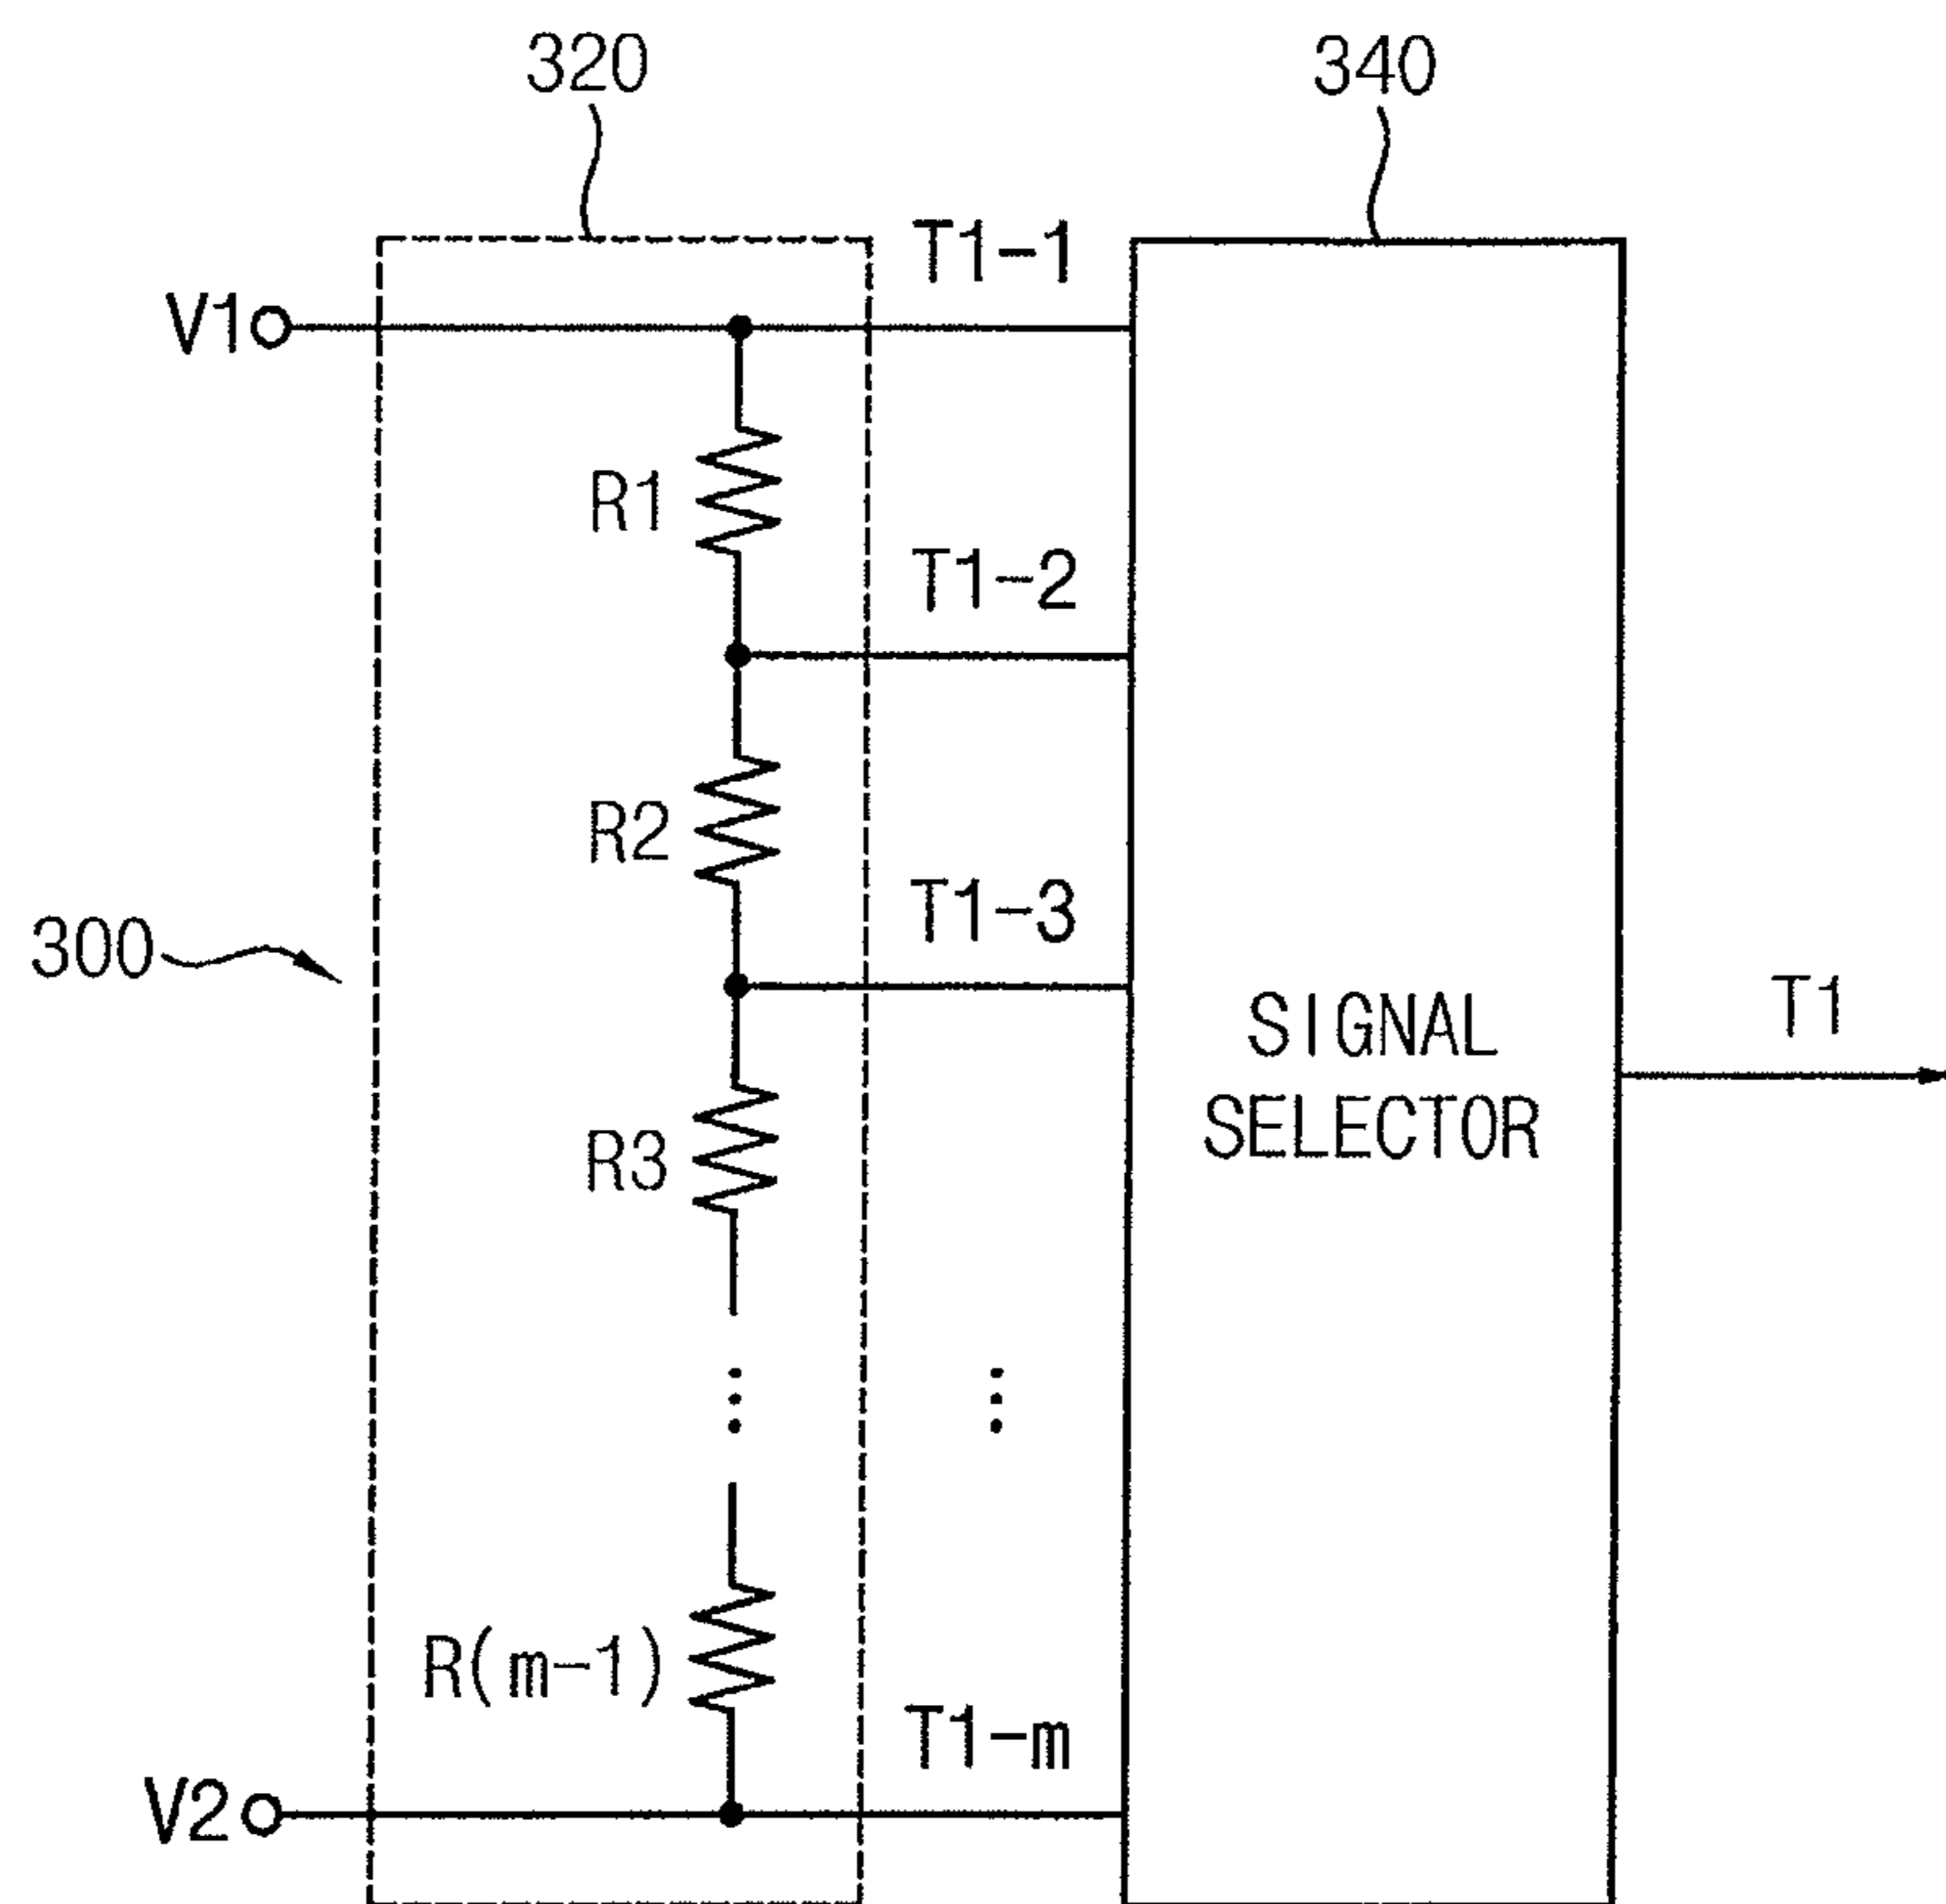 320
340
T1-1
V1
R1
T1-2
R2
T1-3
300
SIGNAL
SELECTOR
T1
R3
R(m-1)
T1-m
V2